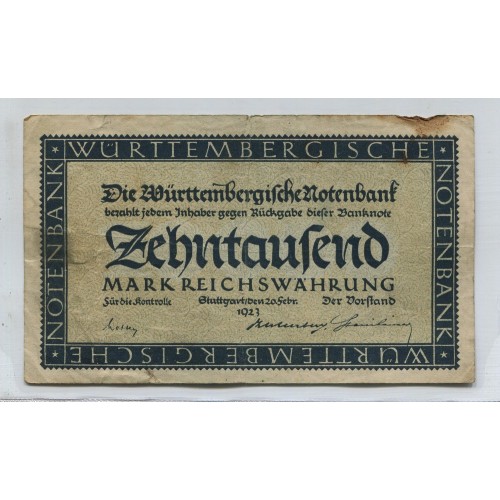 WÜRTTEMBERGISCHE
NOTENBANK
NOTENBANK
Die Württembergische Notenbank
bezahlt jedem Inhaber gegen Rückgabe dieser Banknote
Zehntausend
MARK REICHSWÄHRUNG
Für die Kontrolle Stuttgart, den 20. Febr. Der Vorstand
1923
WÜRTTEMBERGISCHE